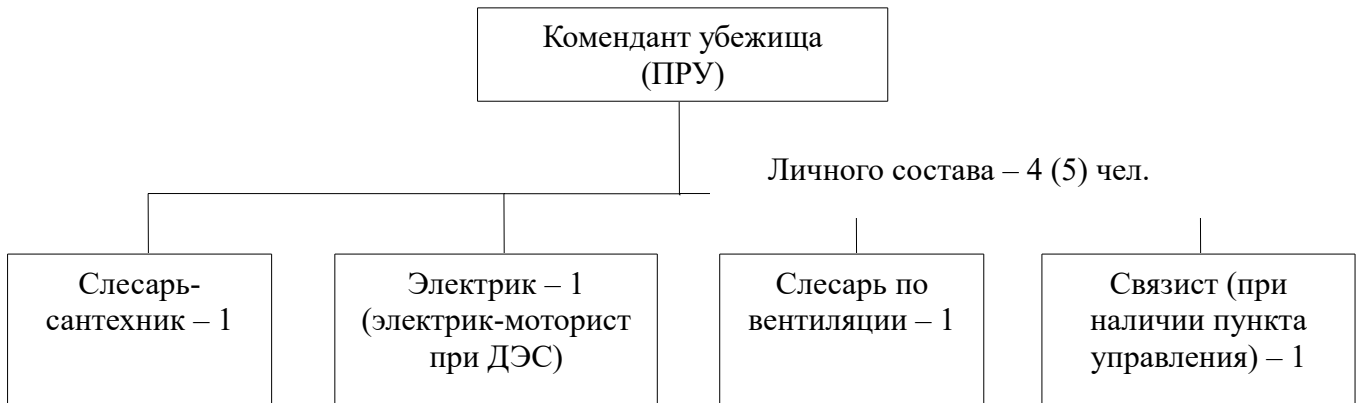 Комендант убежища
(ПРУ)
Личного состава – 4 (5) чел.
Слесарь-
сантехник – 1
Электрик – 1
(электрик-моторист
при ДЭС)
Слесарь по
вентиляции – 1
Связист (при
наличии пункта
управления) – 1